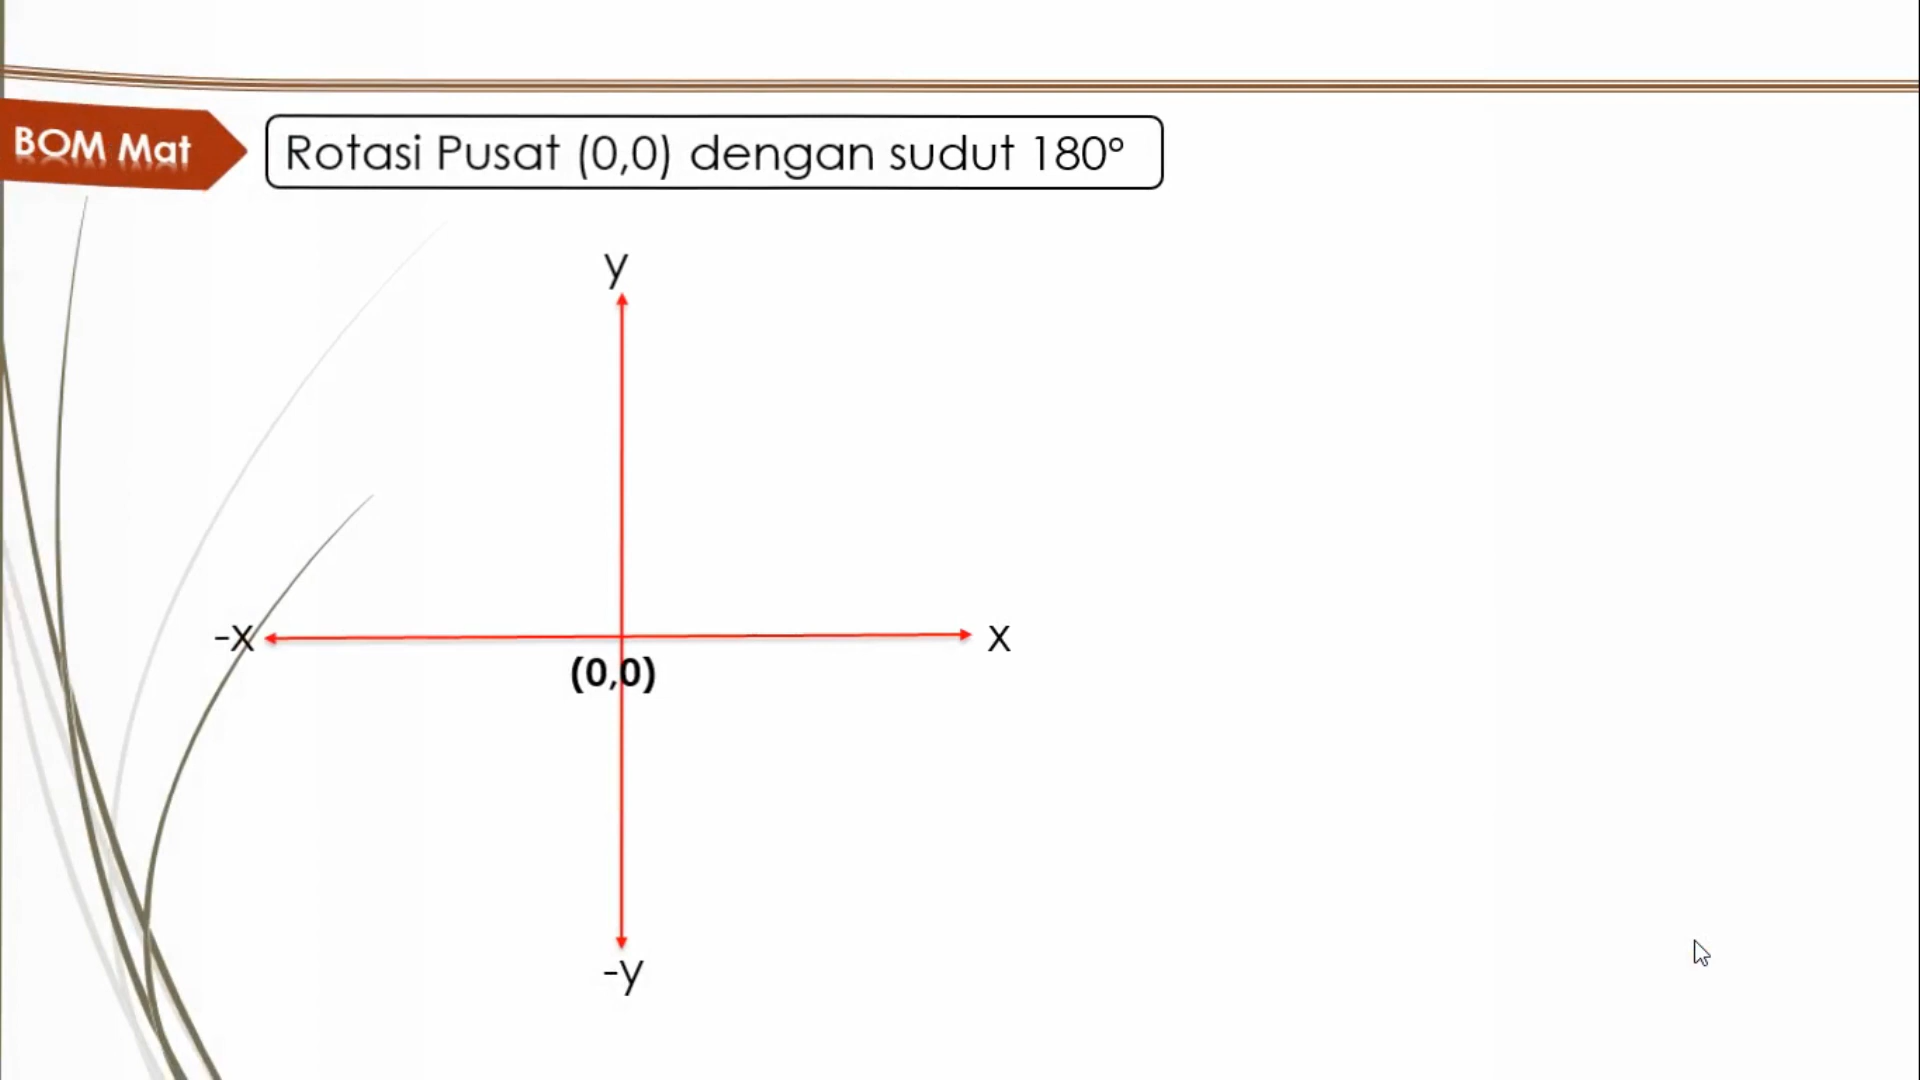 BOM Mat
Rotasi Pusat (0,0) dengan sudut 180°
y
-x
x
(0,0)
-y